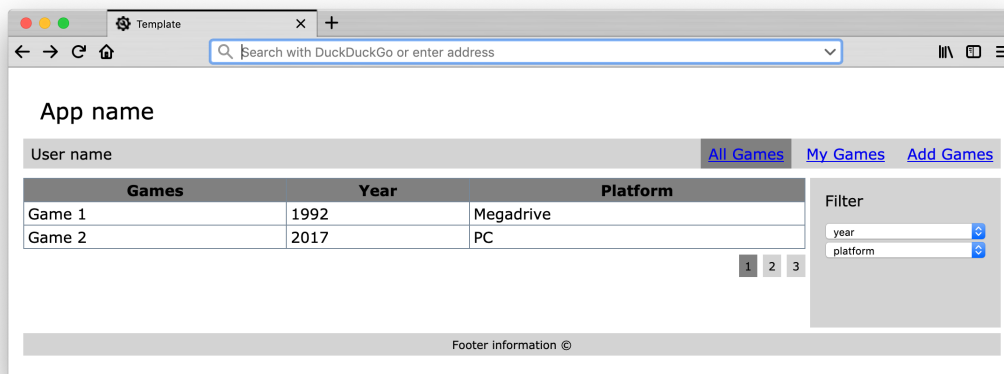 Template
Search with DuckDuckGo or enter address
App name
User name All Games My Games Add Games
Games Year Platform
Game 1 1992 Megadrive
Game 2 2017 PC
1 2 3
Filter
year
platform
Footer information ©